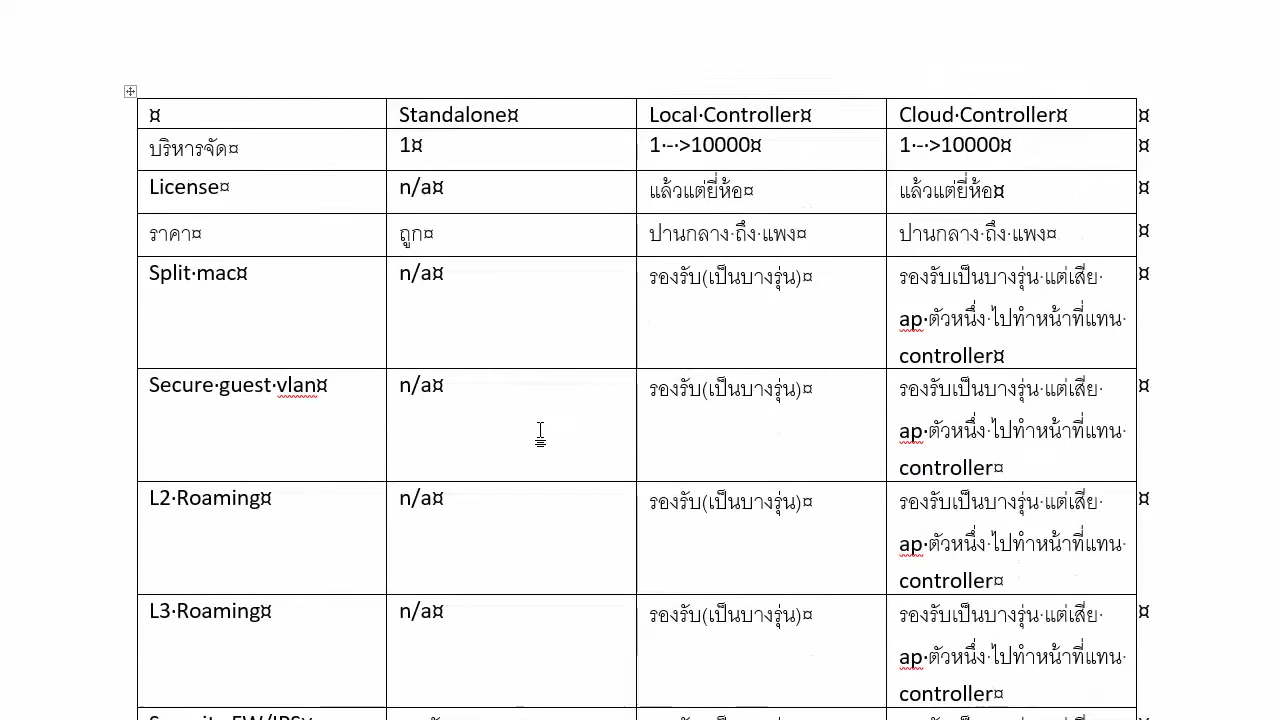 ¤ Standalone¤ Local·Controller¤ Cloud·Controller¤ ¤
บริหารจัด¤ 1¤ 1·-·>10000¤ 1·-·>10000¤ ¤
License¤ n/a¤ แล้วแต่ยี่ห้อ¤ แล้วแต่ยี่ห้อ¤ ¤
ราคา¤ ถูก¤ ปานกลาง·ถึง·แพง¤ ปานกลาง·ถึง·แพง¤ ¤
Split·mac¤ n/a¤ รองรับ(เป็นบางรุ่น)¤ รองรับเป็นบางรุ่น·แต่เสีย· ¤
ap·ตัวหนึ่ง·ไปทำหน้าที่แทน·
controller¤
Secure·guest·vlan¤ n/a¤ รองรับ(เป็นบางรุ่น)¤ รองรับเป็นบางรุ่น·แต่เสีย· ¤
ap·ตัวหนึ่ง·ไปทำหน้าที่แทน·
controller¤
L2·Roaming¤ n/a¤ รองรับ(เป็นบางรุ่น)¤ รองรับเป็นบางรุ่น·แต่เสีย· ¤
ap·ตัวหนึ่ง·ไปทำหน้าที่แทน·
controller¤
L3·Roaming¤ n/a¤ รองรับ(เป็นบางรุ่น)¤ รองรับเป็นบางรุ่น·แต่เสีย· ¤
ap·ตัวหนึ่ง·ไปทำหน้าที่แทน·
controller¤